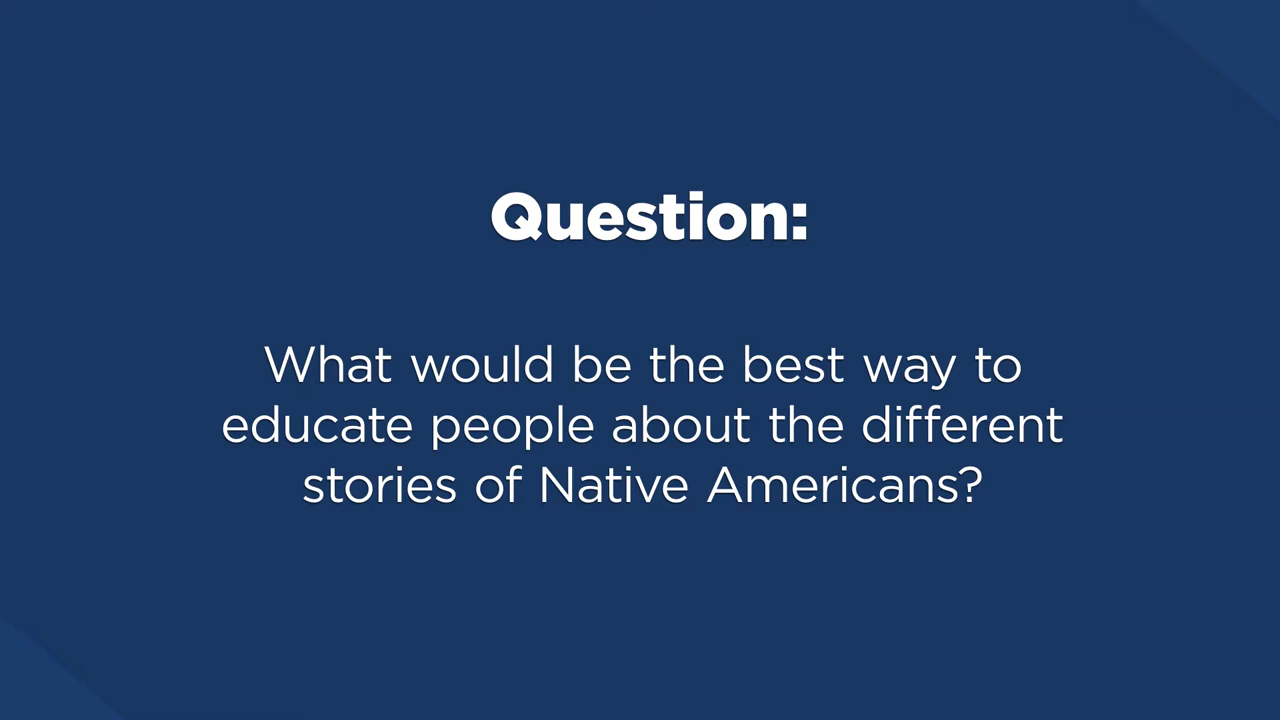 Question:
What would be the best way to
educate people about the different
stories of Native Americans?